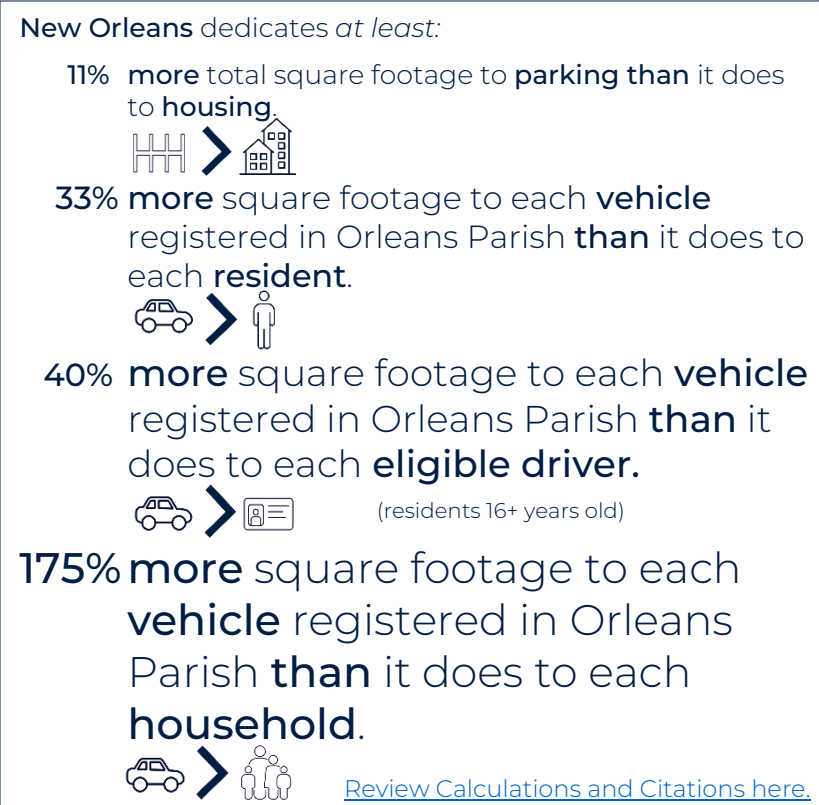 New Orleans dedicates at least:
11% more total square footage to parking than it does
to housing.
33% more square footage to each vehicle
registered in Orleans Parish than it does to
each resident.
40% more square footage to each vehicle
registered in Orleans Parish than it
does to each eligible driver.
(residents 16+ years old)
175% more square footage to each
vehicle registered in Orleans
Parish than it does to each
household.
Review Calculations and Citations here.